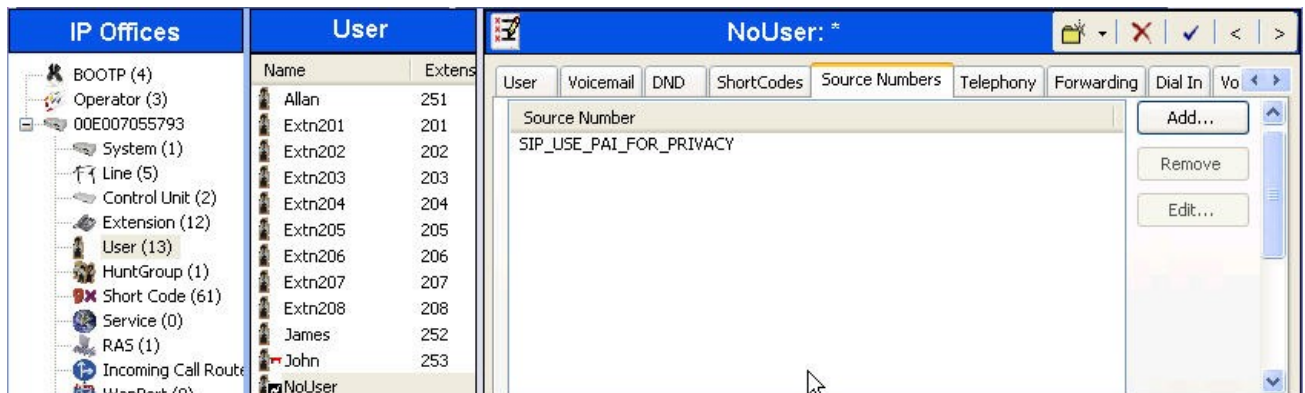 IP Offices
BOOTP (4)
Operator (3)
00E007055793
System (1)
Line (5)
Control Unit (2)
Extension (12)
User (13)
HuntGroup (1)
Short Code (61)
Service (0)
RAS (1)
Incoming Call Route
User
Name Extens
Allan 251
Extn201 201
Extn202 202
Extn203 203
Extn204 204
Extn205 205
Extn206 206
Extn207 207
Extn208 208
James 252
John 253
NoUser
NoUser: *
User Voicemail DND ShortCodes Source Numbers Telephony Forwarding Dial In Vo
Source Number
SIP_USE_PAI_FOR_PRIVACY
Add...
Remove
Edit...